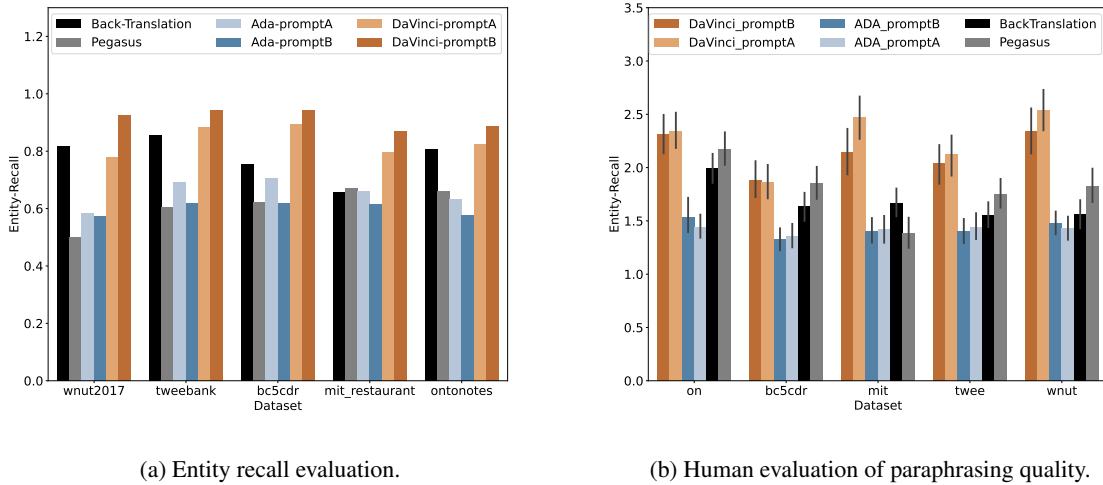 1.2
1.0
0.8
0.6
0.4
0.2
0.0
Entity-Recall
Back-Translation
Pegasus
Ada-promptA
Ada-promptB
DaVinci-promptA
DaVinci-promptB
wnut2017 tweebank bc5cdr mit_restaurant ontonotes
Dataset
(a) Entity recall evaluation.
3.5
3.0
2.5
2.0
1.5
1.0
0.5
0.0
Entity-Recall
DaVinci_promptB
DaVinci_promptA
ADA_promptB
ADA_promptA
BackTranslation
Pegasus
on bc5cdr mit twee wnut
Dataset
(b) Human evaluation of paraphrasing quality.